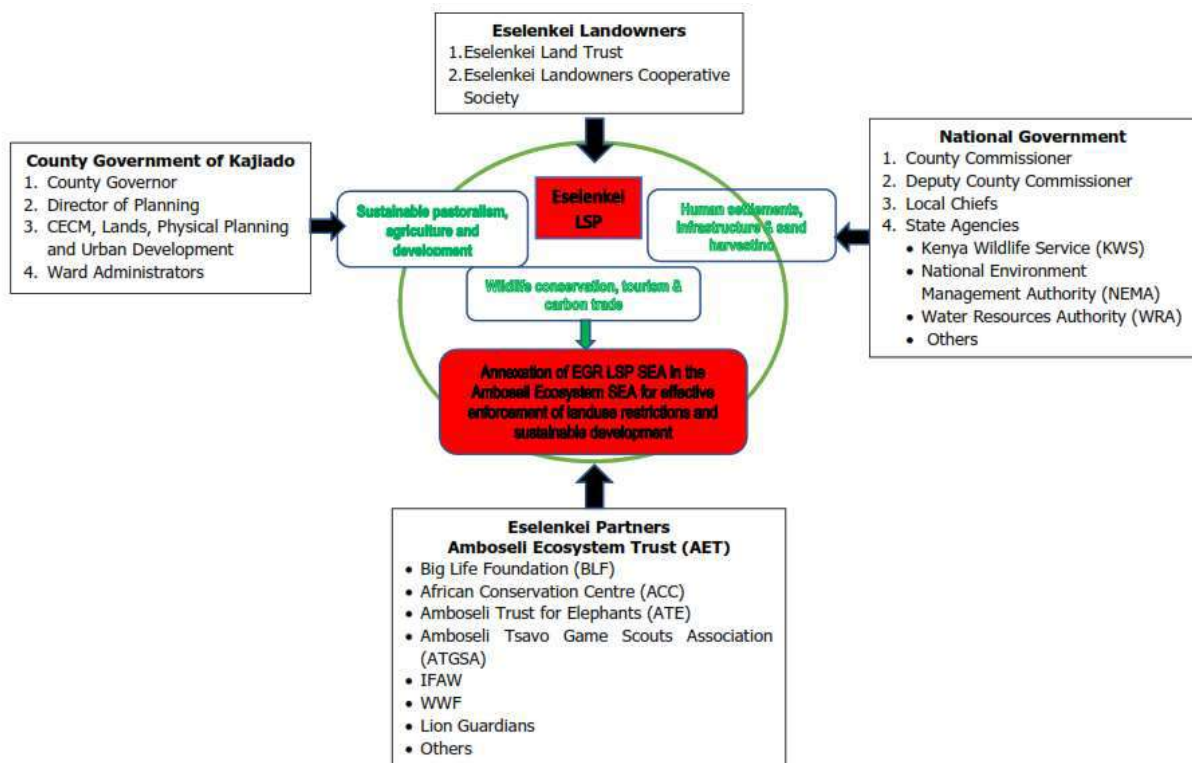 Eselenkei Landowners
1.Eselenkei Land Trust
2.Eselenkei Landowners Cooperative
Society
County Government of Kajiado
1. County Governor
2. Director of Planning
3. CECM, Lands, Physical Planning
and Urban Development
4. Ward Administrators
Sustainable pastoralism,
agriculture and
development
Eselenkei
LSP
Human settlements,
infrastructure & sand
harvesting
National Government
1. County Commissioner
2. Deputy County Commissioner
3. Local Chiefs
4. State Agencies
• Kenya Wildlife Service (KWS)
• National Environment
Management Authority (NEMA)
• Water Resources Authority (WRA)
• Others
Wildlife conservation, tourism &
carbon trade
Annexation of EGR LSP SEA in the
Amboseli Ecosystem SEA for effective
enforcement of landuse restrictions and
sustainable development
Eselenkei Partners
Amboseli Ecosystem Trust (AET)
• Big Life Foundation (BLF)
• African Conservation Centre (ACC)
• Amboseli Trust for Elephants (ATE)
• Amboseli Tsavo Game Scouts Association
(ATGSA)
• IFAW
• WWF
• Lion Guardians
• Others